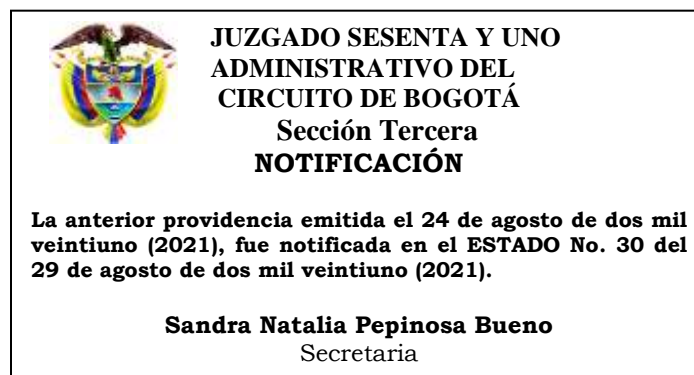 JUZGADO SESENTA Y UNO
ADMINISTRATIVO DEL
CIRCUITO DE BOGOTÁ
Sección Tercera
NOTIFICACIÓN
La anterior providencia emitida el 24 de agosto de dos mil
veintiuno (2021), fue notificada en el ESTADO No. 30 del
29 de agosto de dos mil veintiuno (2021).
Sandra Natalia Pepinosa Bueno
Secretaria